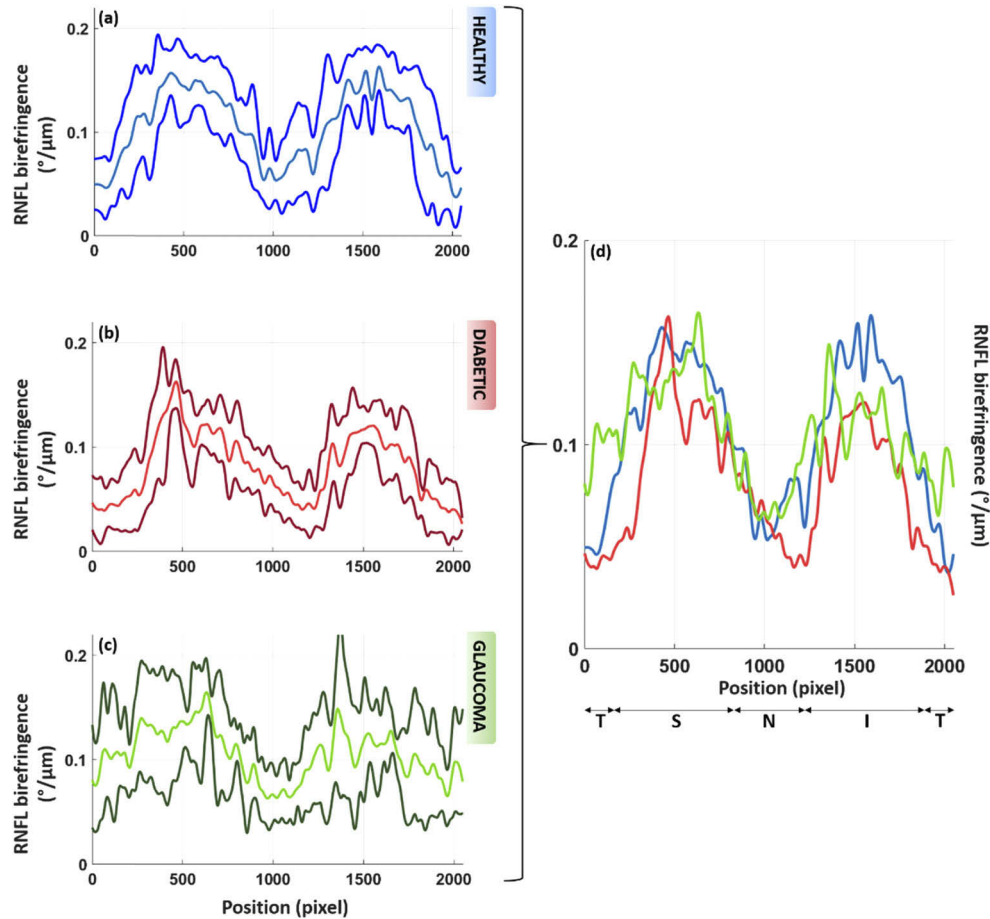 (a)
HEALTHY
RNFL birefringence
(°/µm)
0.2
0.1
0
0
500
1000
1500
2000
(b)
DIABETIC
RNFL birefringence
(°/µm)
0.2
0.1
0
0
500
1000
1500
2000
(c)
GLAUCOMA
RNFL birefringence
(°/µm)
0.2
0.1
0
0
500
1000
1500
2000
Position (pixel)
(d)
0.2
0.1
0
RNFL birefringence (°/µm)
0
500
1000
1500
2000
Position (pixel)
T
S
N
I
T